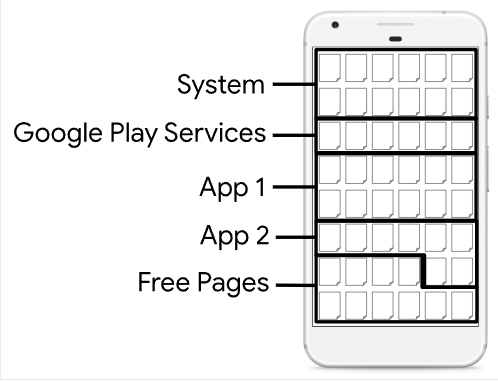 System
Google Play Services
App 1
App 2
Free Pages